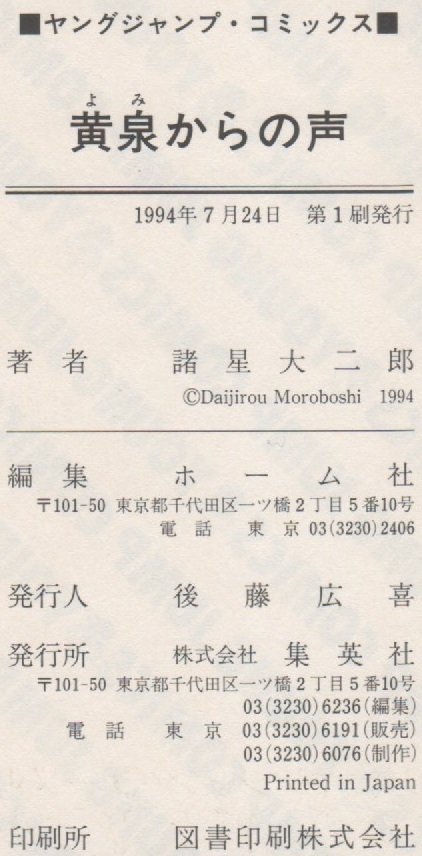 ■ヤングジャンプ・コミックス■
よみ
黄泉からの声
1994年7月24日 第1刷発行
著者 諸星大二郎
©Daijirou Moroboshi 1994
編集 ホーム社
〒101-50 東京都千代田区一ツ橋2丁目5番10号
電話 東京 03(3230)2406
発行人 後藤広喜
発行所 株式会社 集英社
〒101-50 東京都千代田区一ツ橋2丁目5番10号
03(3230)6236(編集)
電話 東京 03(3230)6191(販売)
03(3230)6076(制作)
Printed in Japan
印刷所 図書印刷株式会社